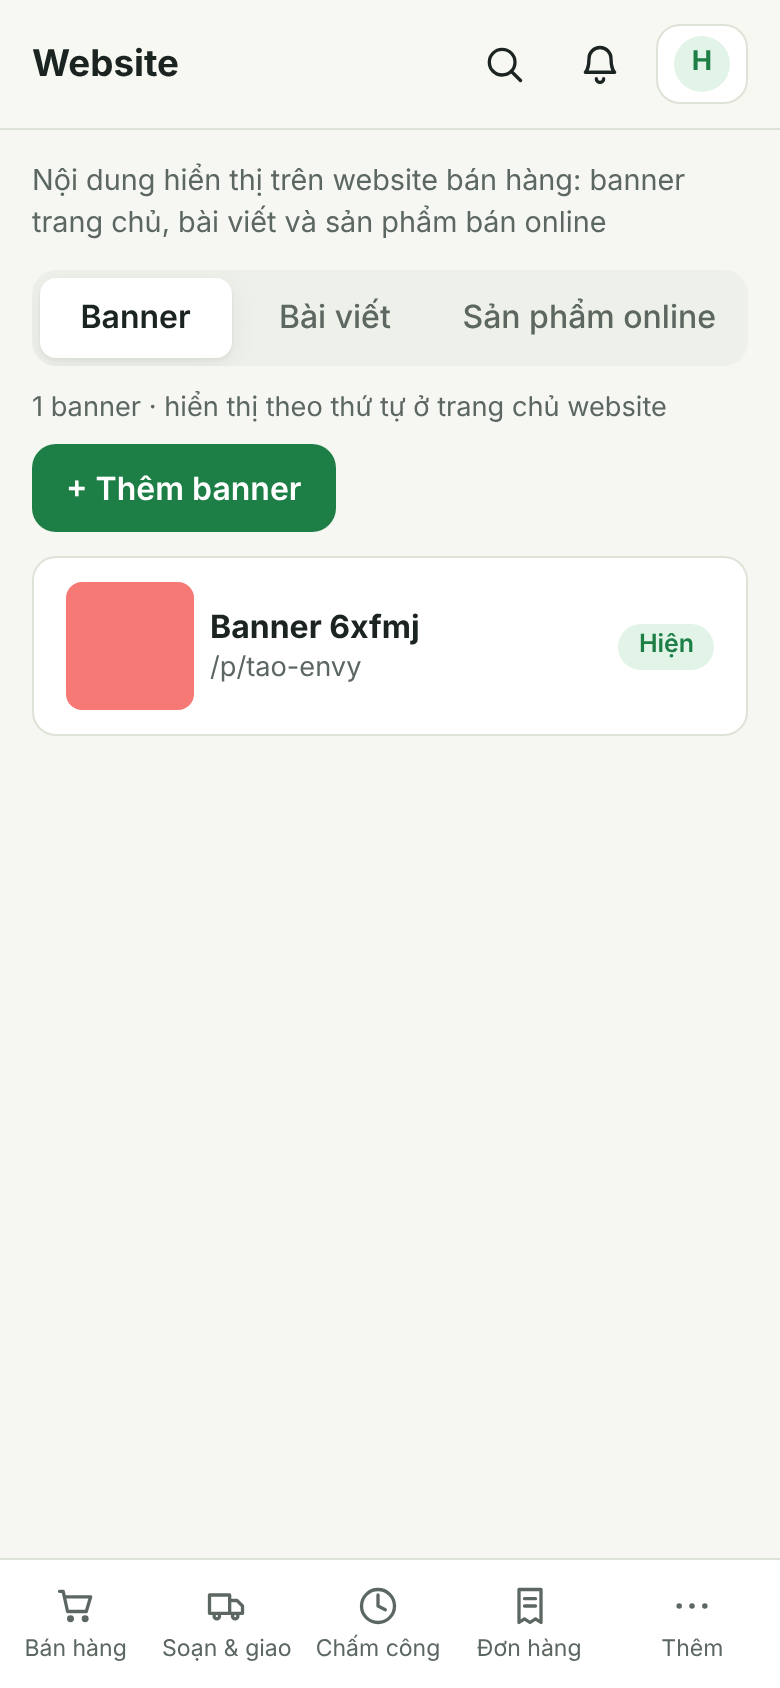 Website
H
Nội dung hiển thị trên website bán hàng: banner
trang chủ, bài viết và sản phẩm bán online
Banner
Bài viết
Sản phẩm online
1 banner · hiển thị theo thứ tự ở trang chủ website
+ Thêm banner
Banner 6xfmj
/p/tao-envy
Hiện
Bán hàng
Soạn & giao
Chấm công
Đơn hàng
Thêm